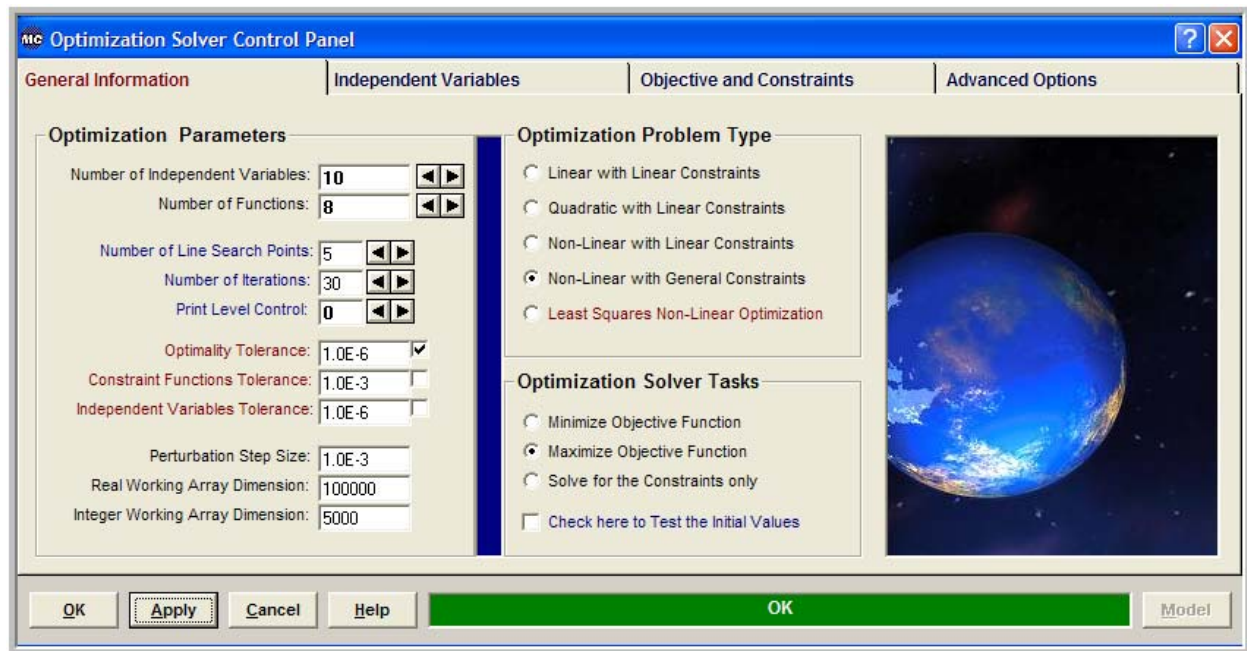 MC Optimization Solver Control Panel
General Information
Independent Variables
Objective and Constraints
Advanced Options
Optimization Parameters
Number of Independent Variables: 10
Number of Functions: 8
Number of Line Search Points: 5
Number of Iterations: 30
Print Level Control: 0
Optimality Tolerance: 1.0E-6
Constraint Functions Tolerance: 1.0E-3
Independent Variables Tolerance: 1.0E-6
Perturbation Step Size: 1.0E-3
Real Working Array Dimension: 100000
Integer Working Array Dimension: 5000
Optimization Problem Type
Linear with Linear Constraints
Quadratic with Linear Constraints
Non-Linear with Linear Constraints
Non-Linear with General Constraints
Least Squares Non-Linear Optimization
Optimization Solver Tasks
Minimize Objective Function
Maximize Objective Function
Solve for the Constraints only
Check here to Test the Initial Values
OK
Apply
Cancel
Help
OK
Model